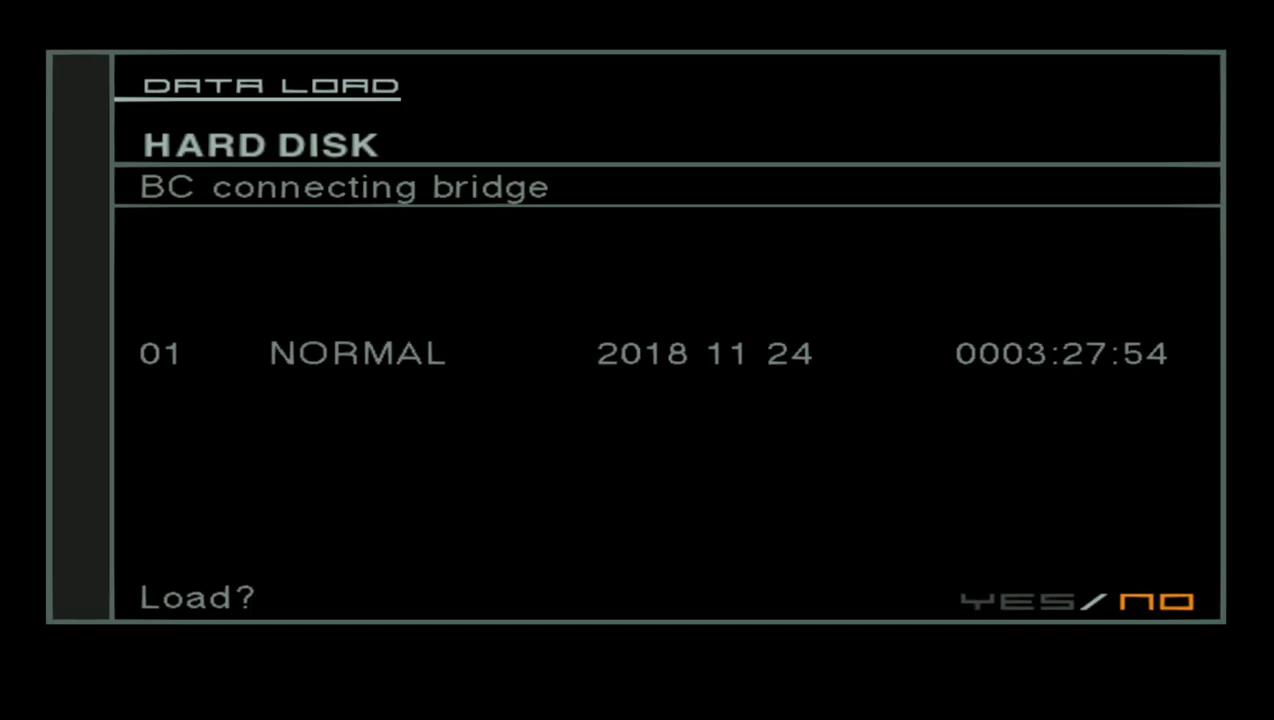 DATA LOAD
HARD DISK
BC connecting bridge
01 NORMAL 2018 11 24 0003:27:54
Load? YES/NO